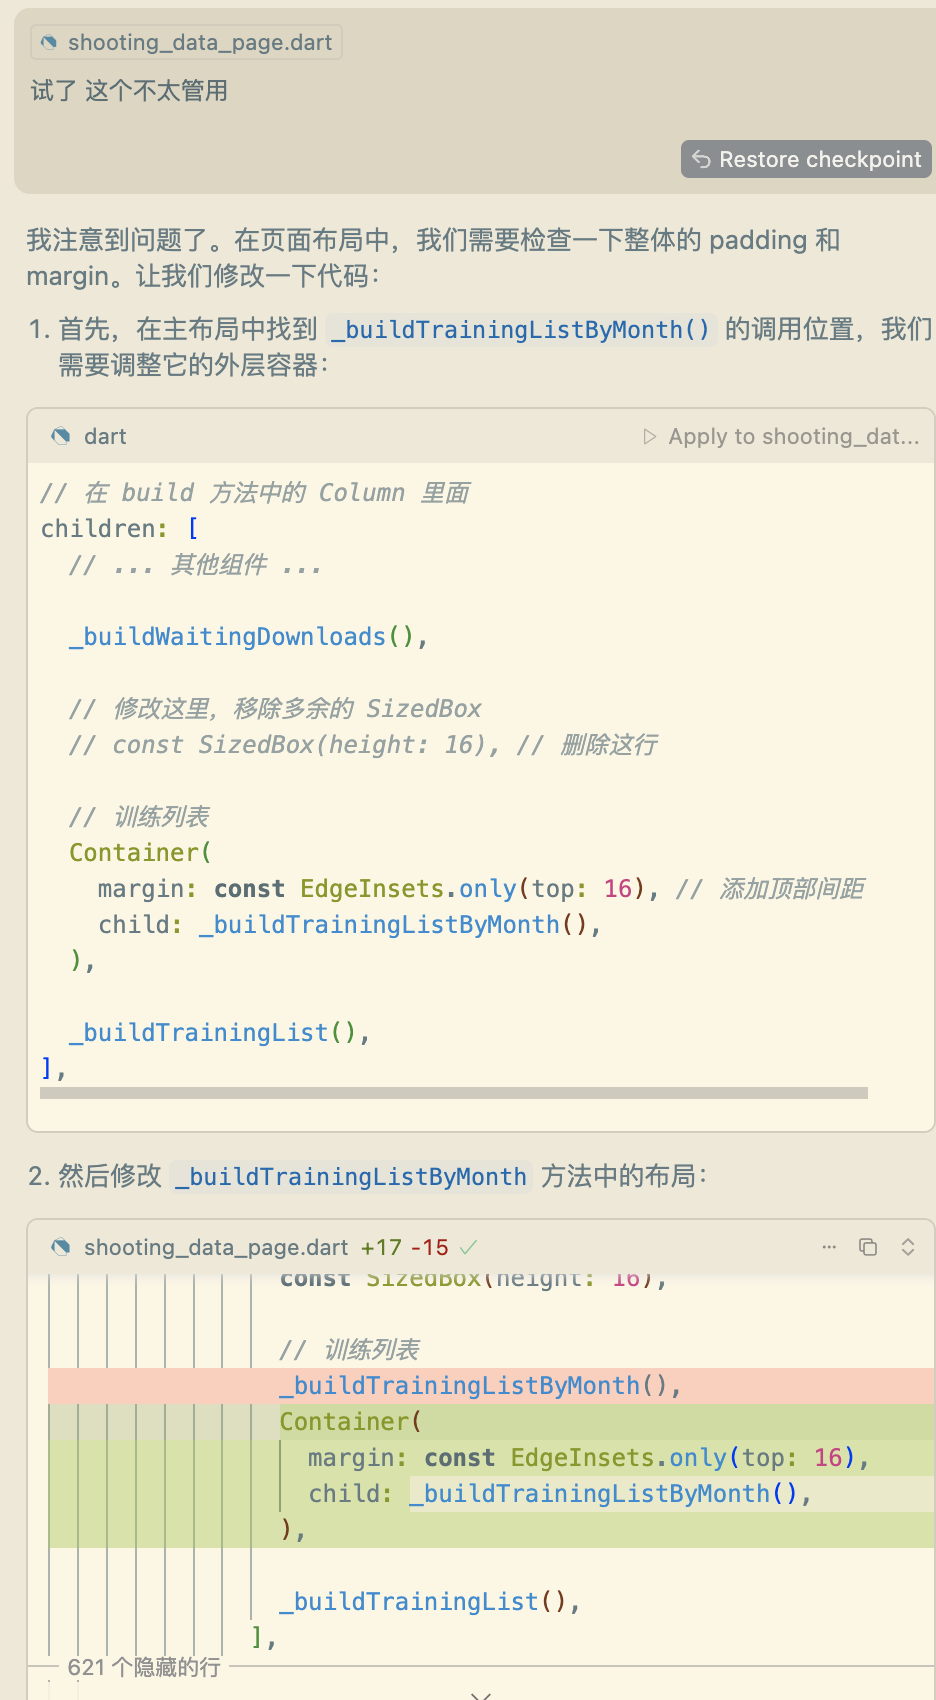 shooting_data_page.dart
试了 这个不太管用
Restore checkpoint
我注意到问题了。在页面布局中，我们需要检查一下整体的 padding 和
margin。让我们修改一下代码：
1. 首先，在主布局中找到 _buildTrainingListByMonth() 的调用位置，我们
需要调整它的外层容器：
dart
Apply to shooting_dat...
// 在 build 方法中的 Column 里面
children: [
// ... 其他组件 ...
_buildWaitingDownloads(),
// 修改这里，移除多余的 SizedBox
// const SizedBox(height: 16), // 删除这行
// 训练列表
Container(
margin: const EdgeInsets.only(top: 16), // 添加顶部间距
child: _buildTrainingListByMonth(),
),
_buildTrainingList(),
],
2. 然后修改 _buildTrainingListByMonth 方法中的布局：
shooting_data_page.dart +17 -15
const SizedBox(height: 16),
// 训练列表
_buildTrainingListByMonth(),
Container(
margin: const EdgeInsets.only(top: 16),
child: _buildTrainingListByMonth(),
),
_buildTrainingList(),
],
621 个隐藏的行